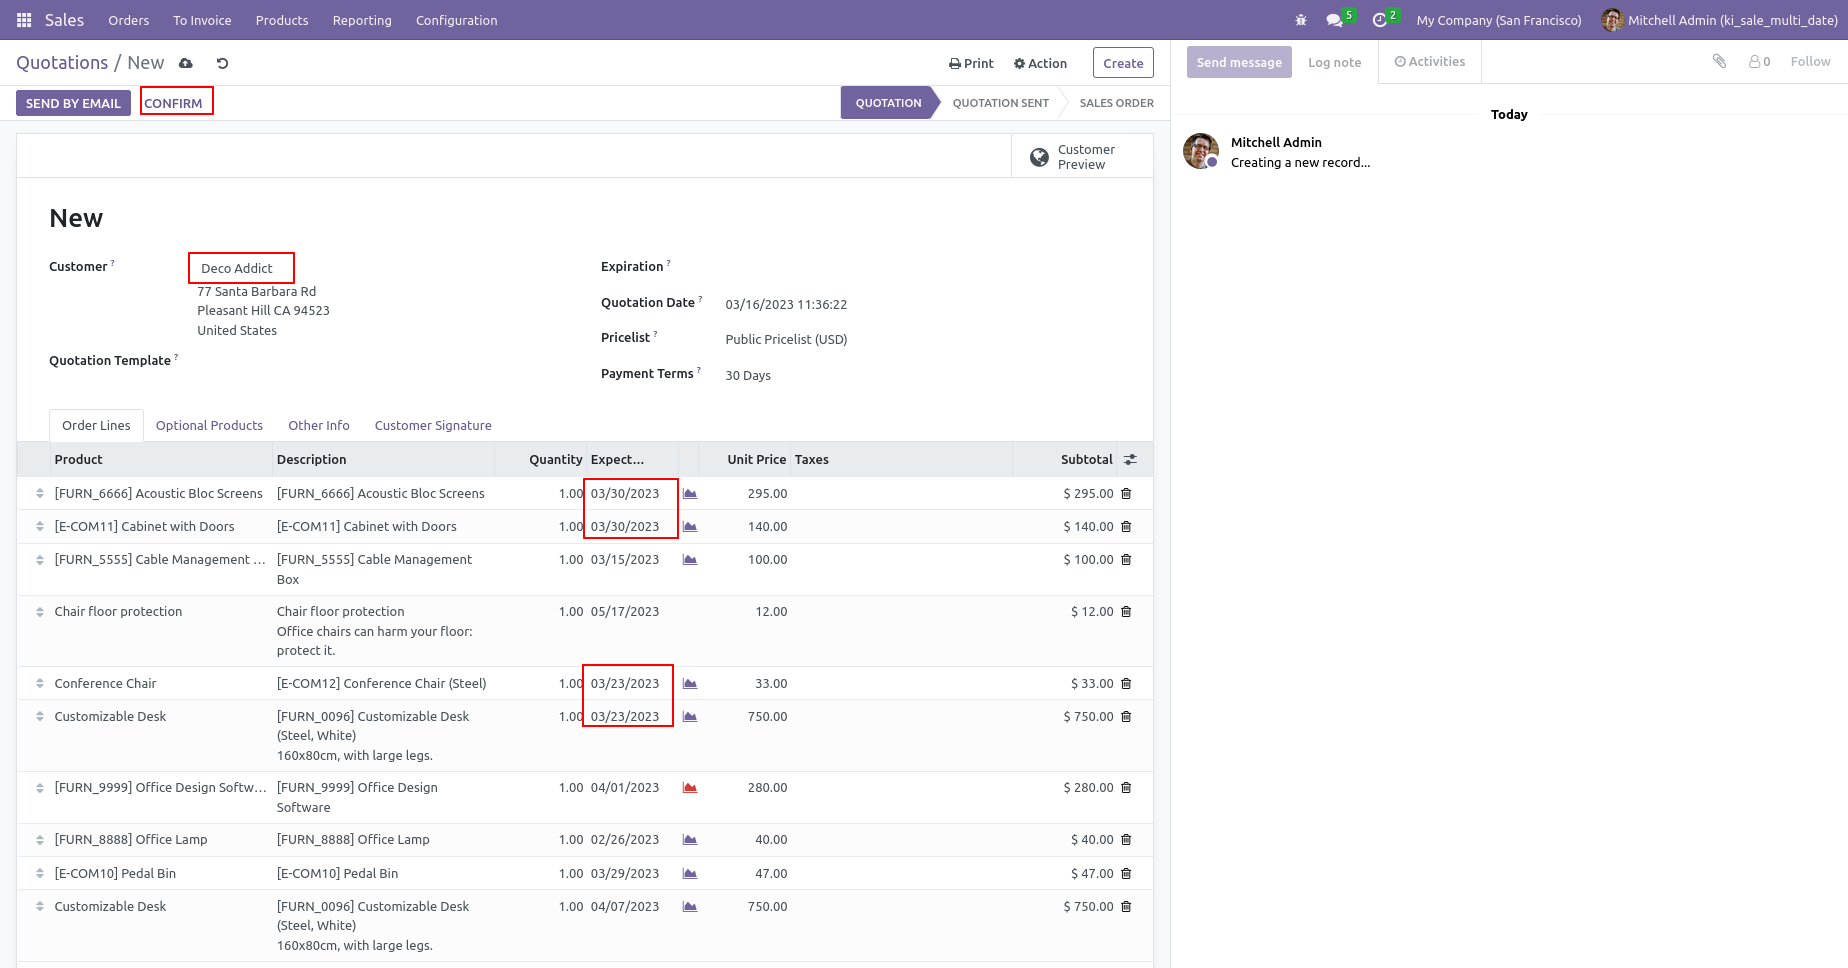 Sales Orders To Invoice Products Reporting Configuration 5 2 My Company (San Francisco) Mitchell Admin (ki_sale_multi_date)
Quotations / New Print Action Create
SEND BY EMAIL CONFIRM QUOTATION QUOTATION SENT SALES ORDER
Customer
Preview
New
Customer ? Deco Addict
77 Santa Barbara Rd
Pleasant Hill CA 94523
United States
Quotation Template ?
Expiration ?
Quotation Date ? 03/16/2023 11:36:22
Pricelist ? Public Pricelist (USD)
Payment Terms ? 30 Days
Order Lines Optional Products Other Info Customer Signature
Product Description Quantity Expect... Unit Price Taxes Subtotal
[FURN_6666] Acoustic Bloc Screens [FURN_6666] Acoustic Bloc Screens 1.00 03/30/2023 295.00 $ 295.00
[E-COM11] Cabinet with Doors [E-COM11] Cabinet with Doors 1.00 03/30/2023 140.00 $ 140.00
[FURN_5555] Cable Management ... [FURN_5555] Cable Management 1.00 03/15/2023 100.00 $ 100.00
Box
Chair floor protection Chair floor protection 1.00 05/17/2023 12.00 $ 12.00
Office chairs can harm your floor:
protect it.
Conference Chair [E-COM12] Conference Chair (Steel) 1.00 03/23/2023 33.00 $ 33.00
Customizable Desk [FURN_0096] Customizable Desk 1.00 03/23/2023 750.00 $ 750.00
(Steel, White)
160x80cm, with large legs.
[FURN_9999] Office Design Softw... [FURN_9999] Office Design 1.00 04/01/2023 280.00 $ 280.00
Software
[FURN_8888] Office Lamp [FURN_8888] Office Lamp 1.00 02/26/2023 40.00 $ 40.00
[E-COM10] Pedal Bin [E-COM10] Pedal Bin 1.00 03/29/2023 47.00 $ 47.00
Customizable Desk [FURN_0096] Customizable Desk 1.00 04/07/2023 750.00 $ 750.00
(Steel, White)
160x80cm, with large legs.
Send message Log note Activities 0 Follow
Today
Mitchell Admin
Creating a new record...